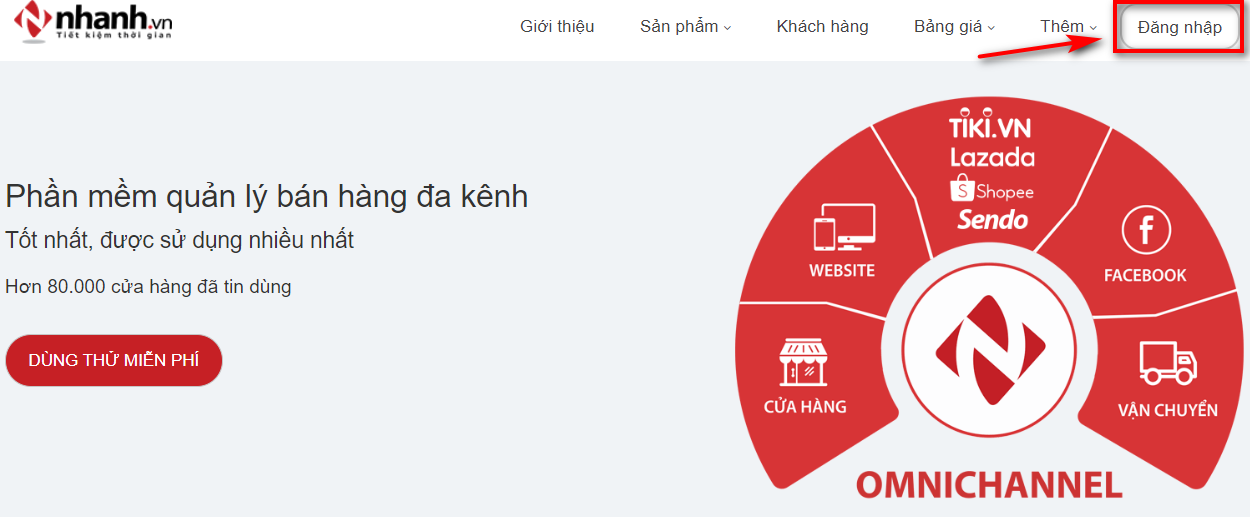 nhanh.vn
Tiết kiệm thời gian
Giới thiệu
Sản phẩm
Khách hàng
Bảng giá
Thêm
Đăng nhập
Phần mềm quản lý bán hàng đa kênh
Tốt nhất, được sử dụng nhiều nhất
Hơn 80.000 cửa hàng đã tin dùng
DÙNG THỬ MIỄN PHÍ
TIKI.VN
Lazada
S Shopee
Sendo
WEBSITE
f
FACEBOOK
N
CỬA HÀNG
VẬN CHUYỂN
OMNICHANNEL